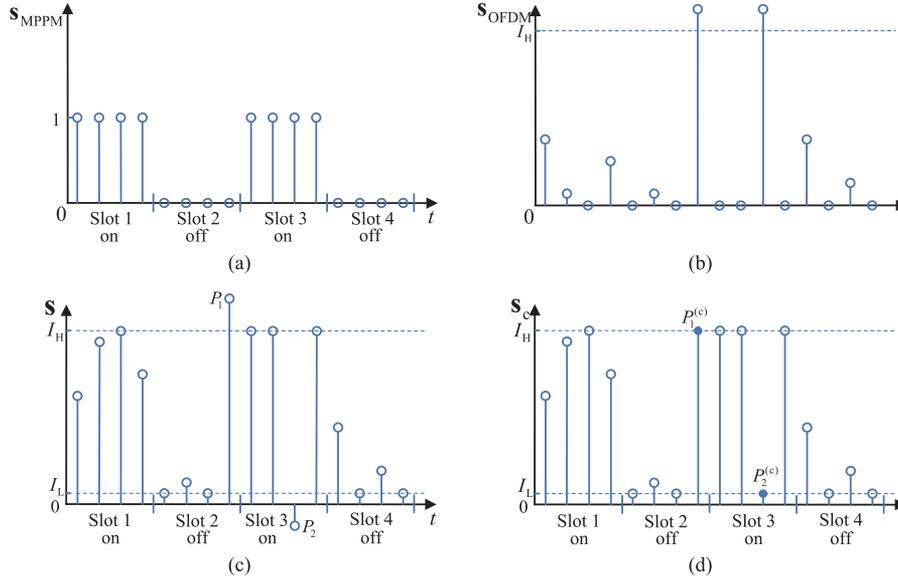 s_MPPM
1
0
Slot 1 on
Slot 2 off
Slot 3 on
Slot 4 off
t
(a)
s_OFDM
I_H
0
(b)
s
I_H
I_L
0
P_1
P_2
Slot 1 on
Slot 2 off
Slot 3 on
Slot 4 off
t
(c)
s_c
I_H
I_L
0
P_1^(c)
P_2^(c)
Slot 1 on
Slot 2 off
Slot 3 on
Slot 4 off
(d)